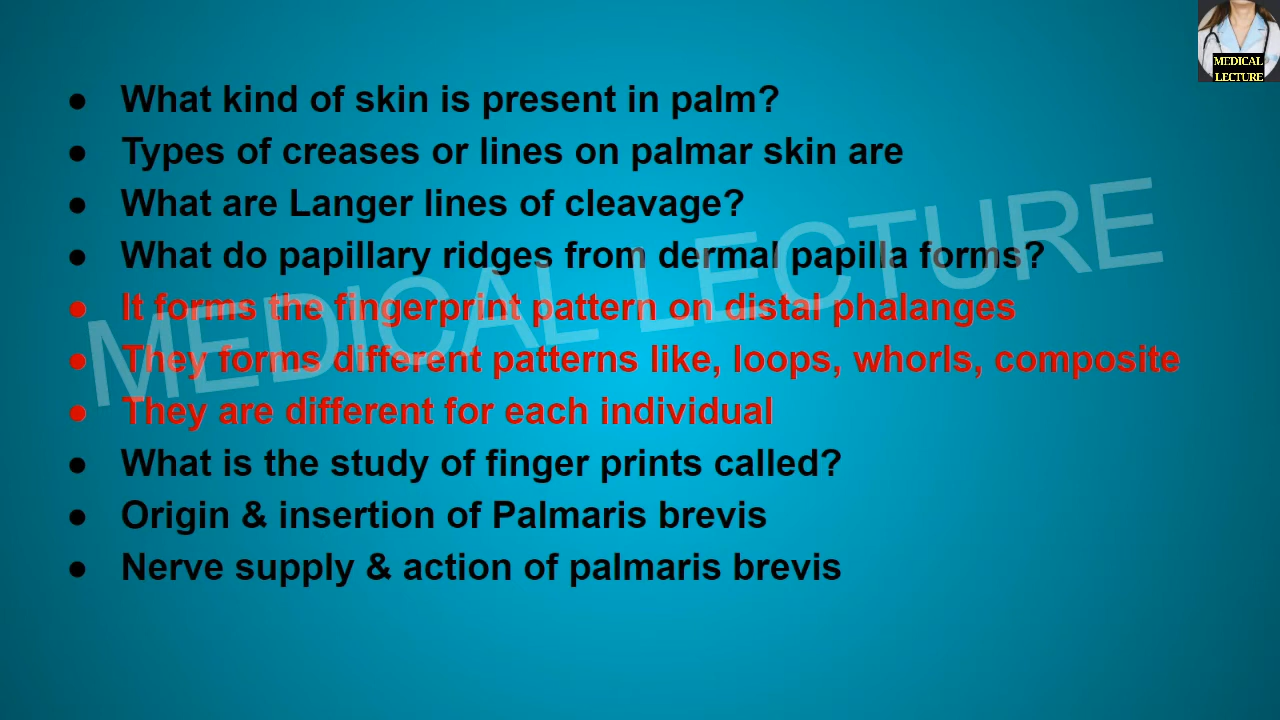 MEDICAL
LECTURE
● What kind of skin is present in palm?
● Types of creases or lines on palmar skin are
● What are Langer lines of cleavage?
● What do papillary ridges from dermal papilla forms?
● It forms the fingerprint pattern on distal phalanges
● They forms different patterns like, loops, whorls, composite
● They are different for each individual
● What is the study of finger prints called?
● Origin & insertion of Palmaris brevis
● Nerve supply & action of palmaris brevis
MEDICAL LECTURE